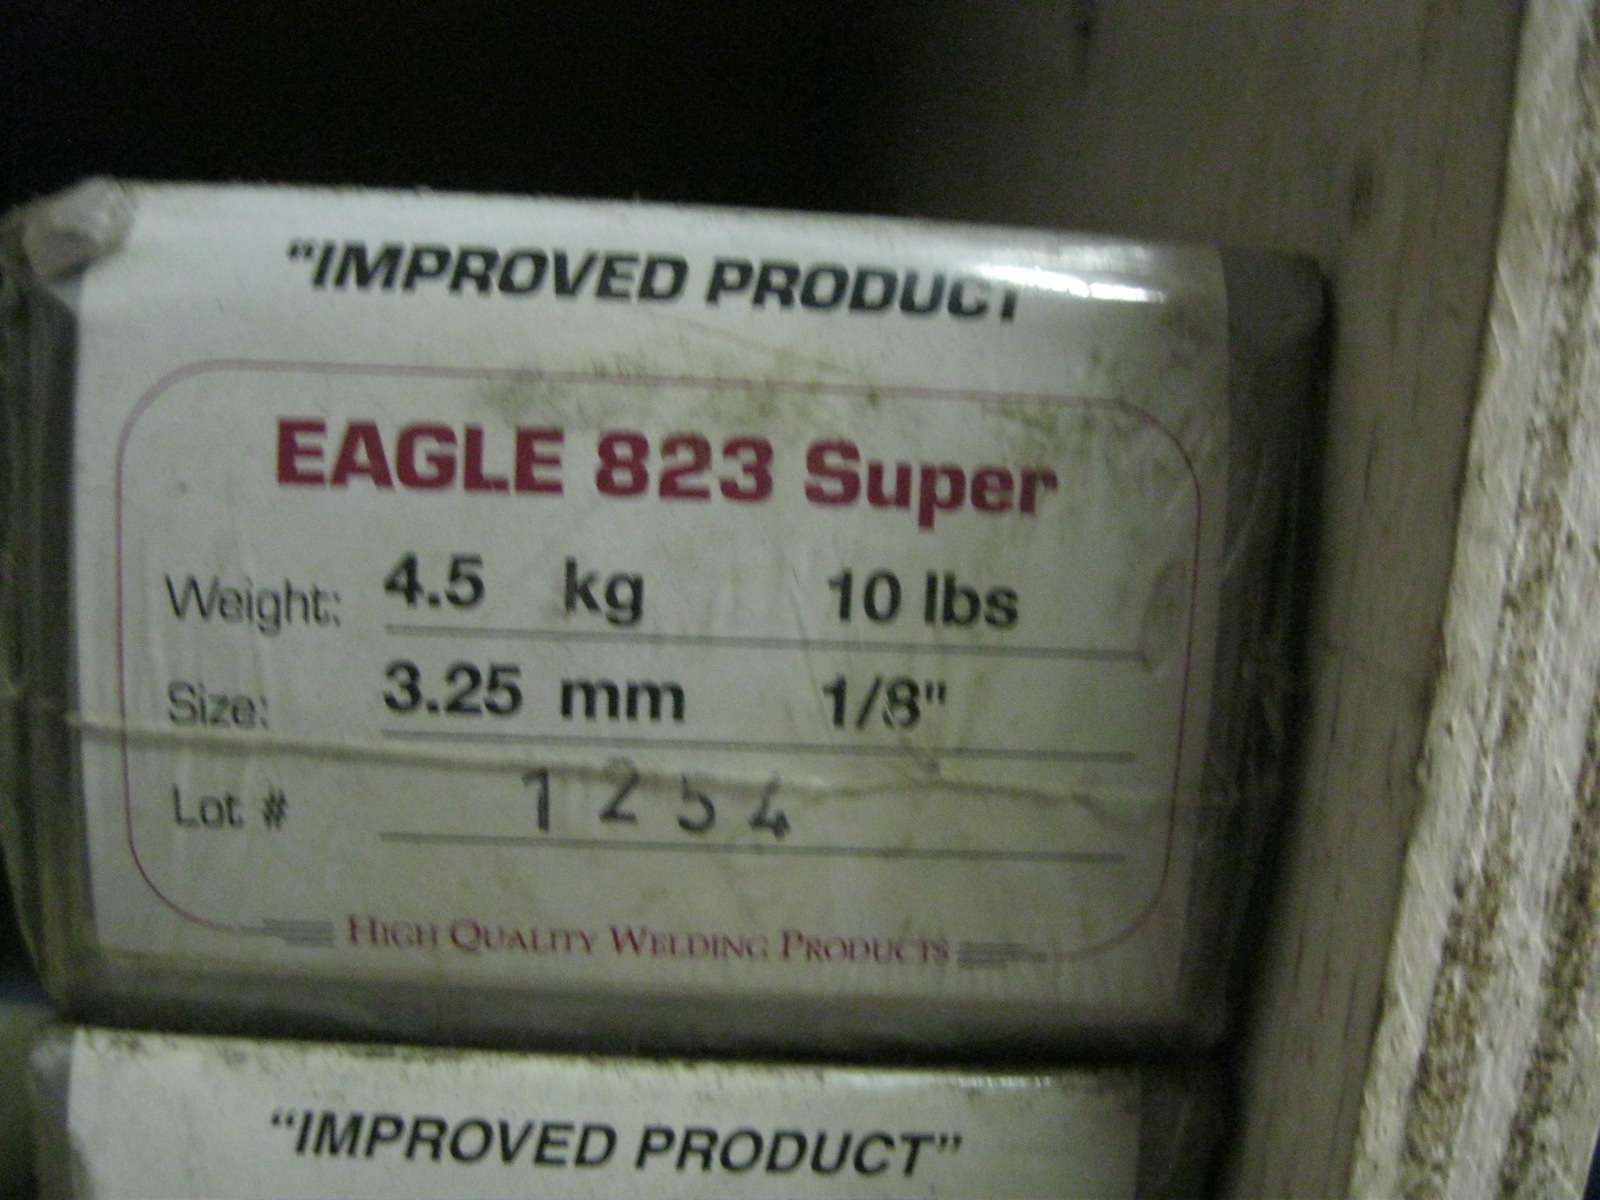 "IMPROVED PRODUCT
EAGLE 823 Super
Weight: 4.5 kg 10 lbs
Size: 3.25 mm 1/8"
Lot # 1254
HIGH QUALITY WELDING PRODUCTS
"IMPROVED PRODUCT"